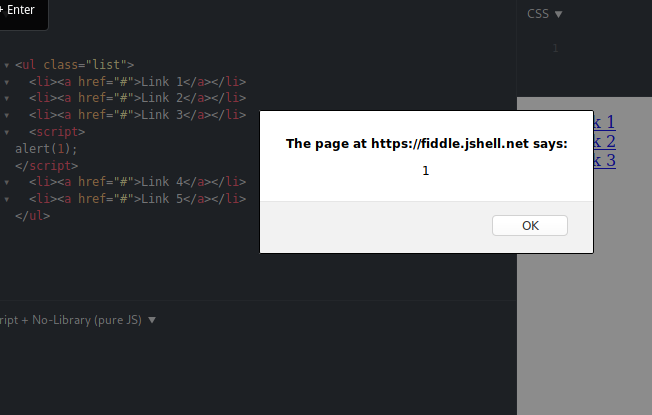 + Enter
CSS ▼
1
<ul class="list">
<li><a href="#">Link 1</a></li>
<li><a href="#">Link 2</a></li>
<li><a href="#">Link 3</a></li>
<script>
alert(1);
</script>
<li><a href="#">Link 4</a></li>
<li><a href="#">Link 5</a></li>
</ul>
The page at https://fiddle.jshell.net says:
1
OK
k 1
k 2
k 3
ript + No-Library (pure JS) ▼